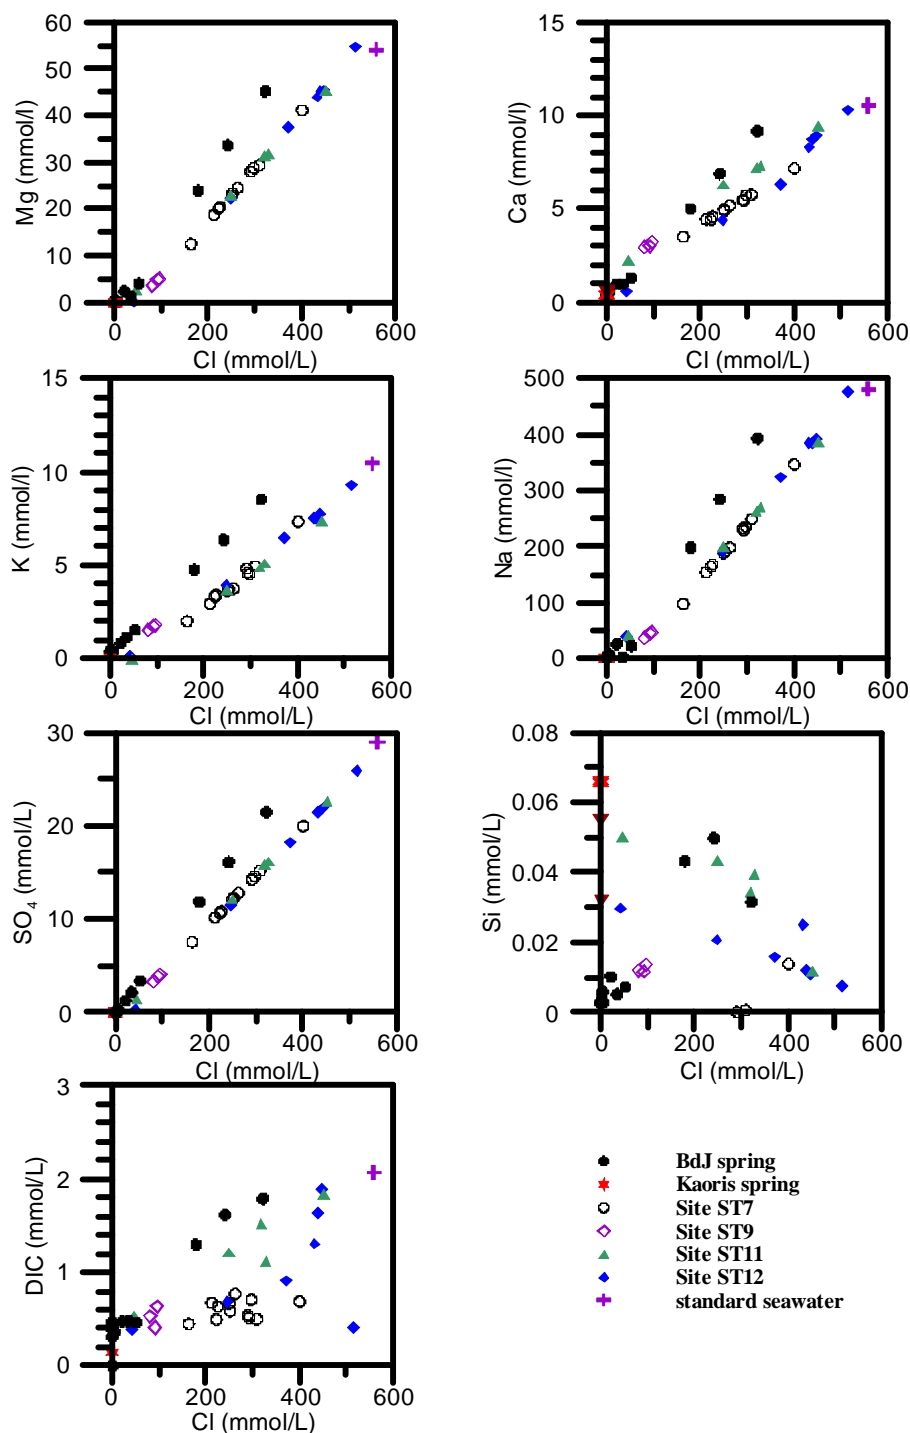 60
50
40
30
20
10
0
Mg (mmol/l)
0 200 400 600
Cl (mmol/L)
15
10
5
0
Ca (mmol/l)
0 200 400 600
Cl (mmol/L)
15
10
5
0
K (mmol/l)
0 200 400 600
Cl (mmol/L)
500
400
300
200
100
0
Na (mmol/l)
0 200 400 600
Cl (mmol/L)
30
20
10
0
SO₄ (mmol/L)
0 200 400 600
Cl (mmol/L)
0.08
0.06
0.04
0.02
0
Si (mmol/L)
0 200 400 600
Cl (mmol/L)
3
2
1
0
DIC (mmol/L)
0 200 400 600
Cl (mmol/L)
BdJ spring
Kaoris spring
Site ST7
Site ST9
Site ST11
Site ST12
standard seawater